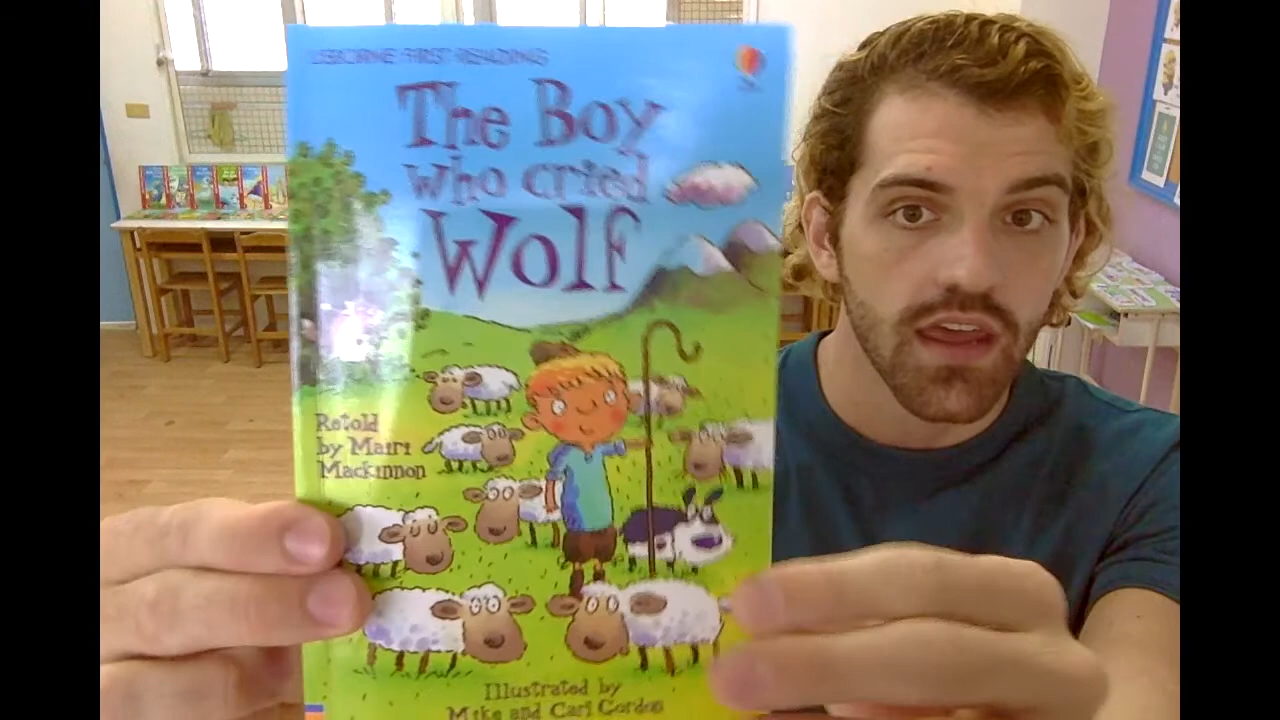 USBORNE FIRST READING
The Boy
who cried
Wolf
Retold
by Mairi
Mackinnon
Illustrated by
Mike and Carl Gordon